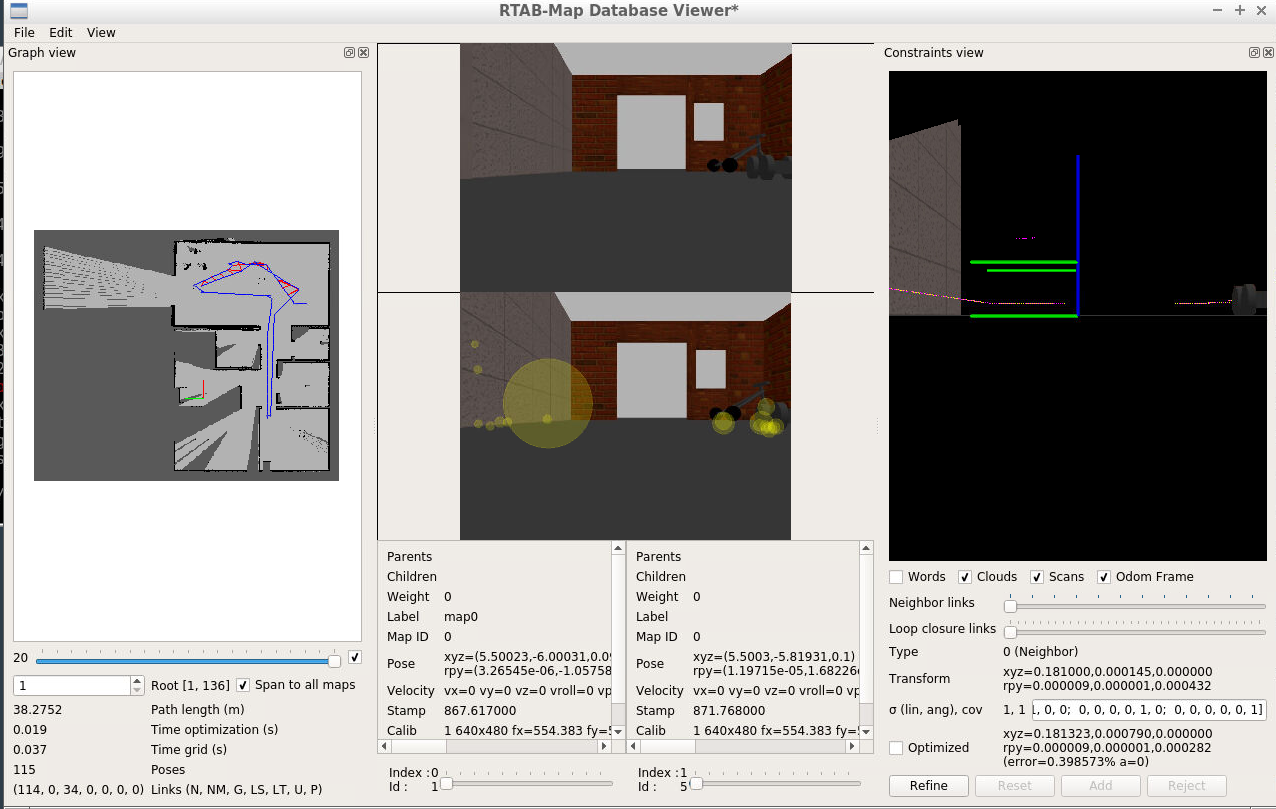 RTAB-Map Database Viewer*
File Edit View
Graph view
20
1 Root [1, 136] Span to all maps
38.2752 Path length (m)
0.019 Time optimization (s)
0.037 Time grid (s)
115 Poses
(114, 0, 34, 0, 0, 0, 0) Links (N, NM, G, LS, LT, U, P)
Parents
Children
Weight 0
Label map0
Map ID 0
Pose xyz=(5.50023,-6.00031,0.09
rpy=(3.26545e-06,-1.05758
Velocity vx=0 vy=0 vz=0 vroll=0 vp
Stamp 867.617000
Calib 1 640x480 fx=554.383 fy=5
Index :0
Id : 1
Parents
Children
Weight 0
Label
Map ID 0
Pose xyz=(5.5003,-5.81931,0.1)
rpy=(1.19715e-05,1.68226e
Velocity vx=0 vy=0 vz=0 vroll=0 vp
Stamp 871.768000
Calib 1 640x480 fx=554.383 fy=5
Index :1
Id : 5
Constraints view
Words Clouds Scans Odom Frame
Neighbor links
Loop closure links
Type 0 (Neighbor)
Transform xyz=0.181000,0.000145,0.000000
rpy=0.000009,0.000001,0.000432
σ (lin, ang), cov 1, 1 , 0, 0; 0, 0, 0, 0, 1, 0; 0, 0, 0, 0, 0, 1]
Optimized xyz=0.181323,0.000790,0.000000
rpy=0.000009,0.000001,0.000282
(error=0.398573% a=0)
Refine Reset Add Reject